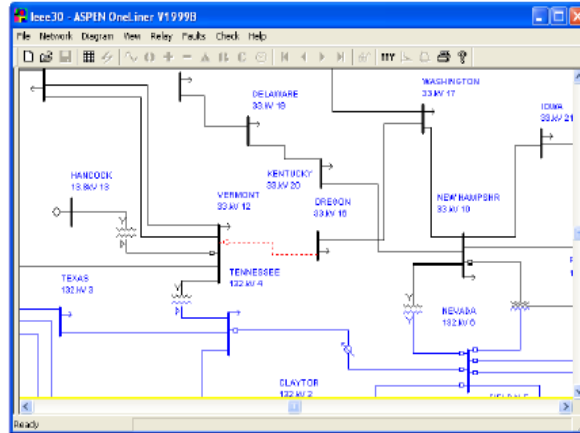 Ieee30 - ASPEN OneLiner V1999B
File Network Diagram View Relay Faults Check Help
WASHINGTON
33.kV 17
DELAWARE
33.kV 18
IOWA
33.kV 21
HANCOCK
13.8kV 13
KENTUCKY
33.kV 20
VERMONT
33.kV 12
OREGON
33.kV 16
NEW HAMPSHR
33.kV 10
TEXAS
132.kV 3
TENNESSEE
132.kV 4
NEVADA
132.kV 6
CLAYTOR
132.kV 2
FIELDALE
Ready